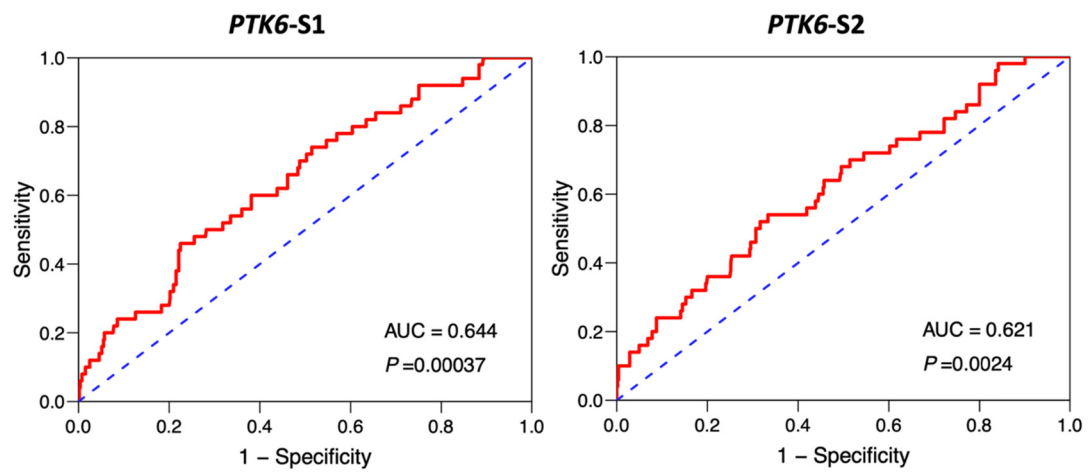 PTK6-S1
1.0
0.8
0.6
0.4
0.2
0.0
Sensitivity
AUC = 0.644
P =0.00037
0.0 0.2 0.4 0.6 0.8 1.0
1 – Specificity
PTK6-S2
1.0
0.8
0.6
0.4
0.2
0.0
Sensitivity
AUC = 0.621
P =0.0024
0.0 0.2 0.4 0.6 0.8 1.0
1 – Specificity